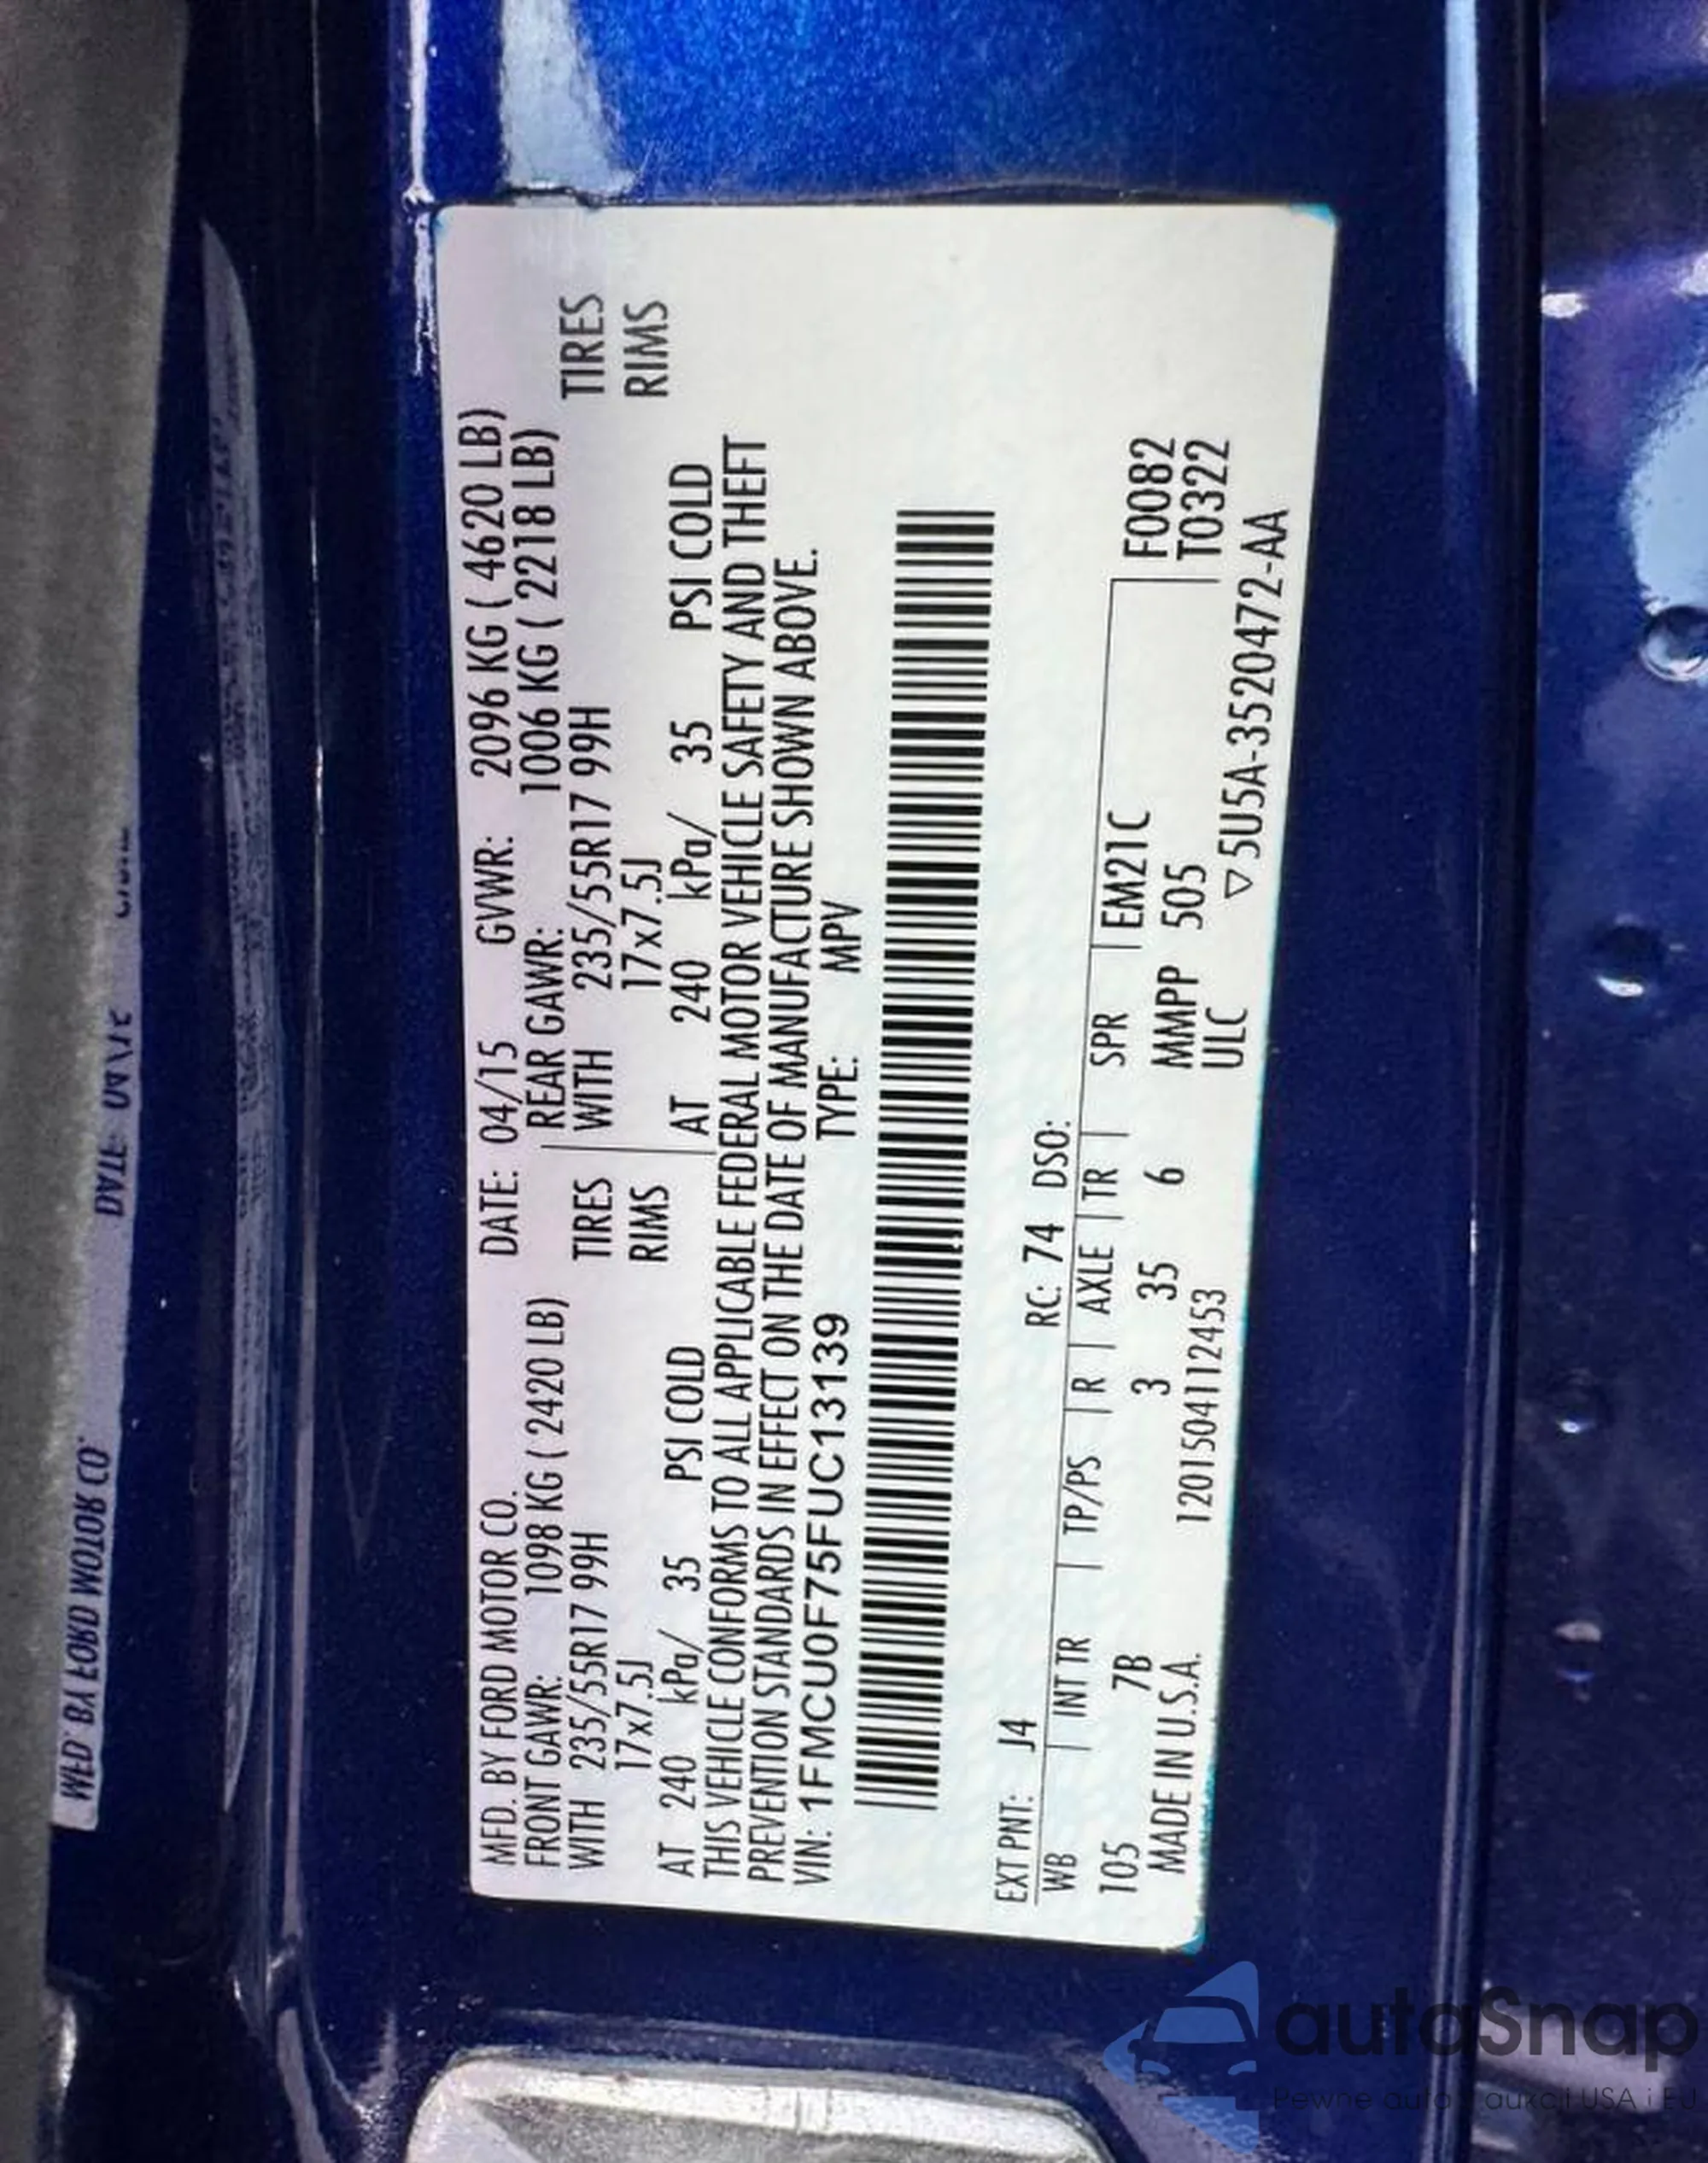 MFD. BY FORD MOTOR CO. DATE: 04/15 GVWR: 2096 KG ( 4620 LB)
FRONT GAWR: 1098 KG ( 2420 LB) REAR GAWR: 1006 KG ( 2218 LB)
WITH 235/55R17 99H TIRES WITH 235/55R17 99H TIRES
17x7.5J RIMS 17x7.5J RIMS
AT 240 kPa/ 35 PSI COLD AT 240 kPa/ 35 PSI COLD
THIS VEHICLE CONFORMS TO ALL APPLICABLE FEDERAL MOTOR VEHICLE SAFETY AND THEFT
PREVENTION STANDARDS IN EFFECT ON THE DATE OF MANUFACTURE SHOWN ABOVE.
VIN: 1FMCU0F75FUC13139 TYPE: MPV
EXT PNT: J4 RC: 74 DSO:
WB | INT TR | TP/PS | R | AXLE | TR | SPR | EM21C F0082
105 7B 3 35 6 MMPP 505 T0322
MADE IN U.S.A. 1201504112453 ULC
▽5U5A-3520472-AA
MFD. BY FORD MOTOR CO.
DATE:
autaSnap
Pewne auta z aukcji USA i EU